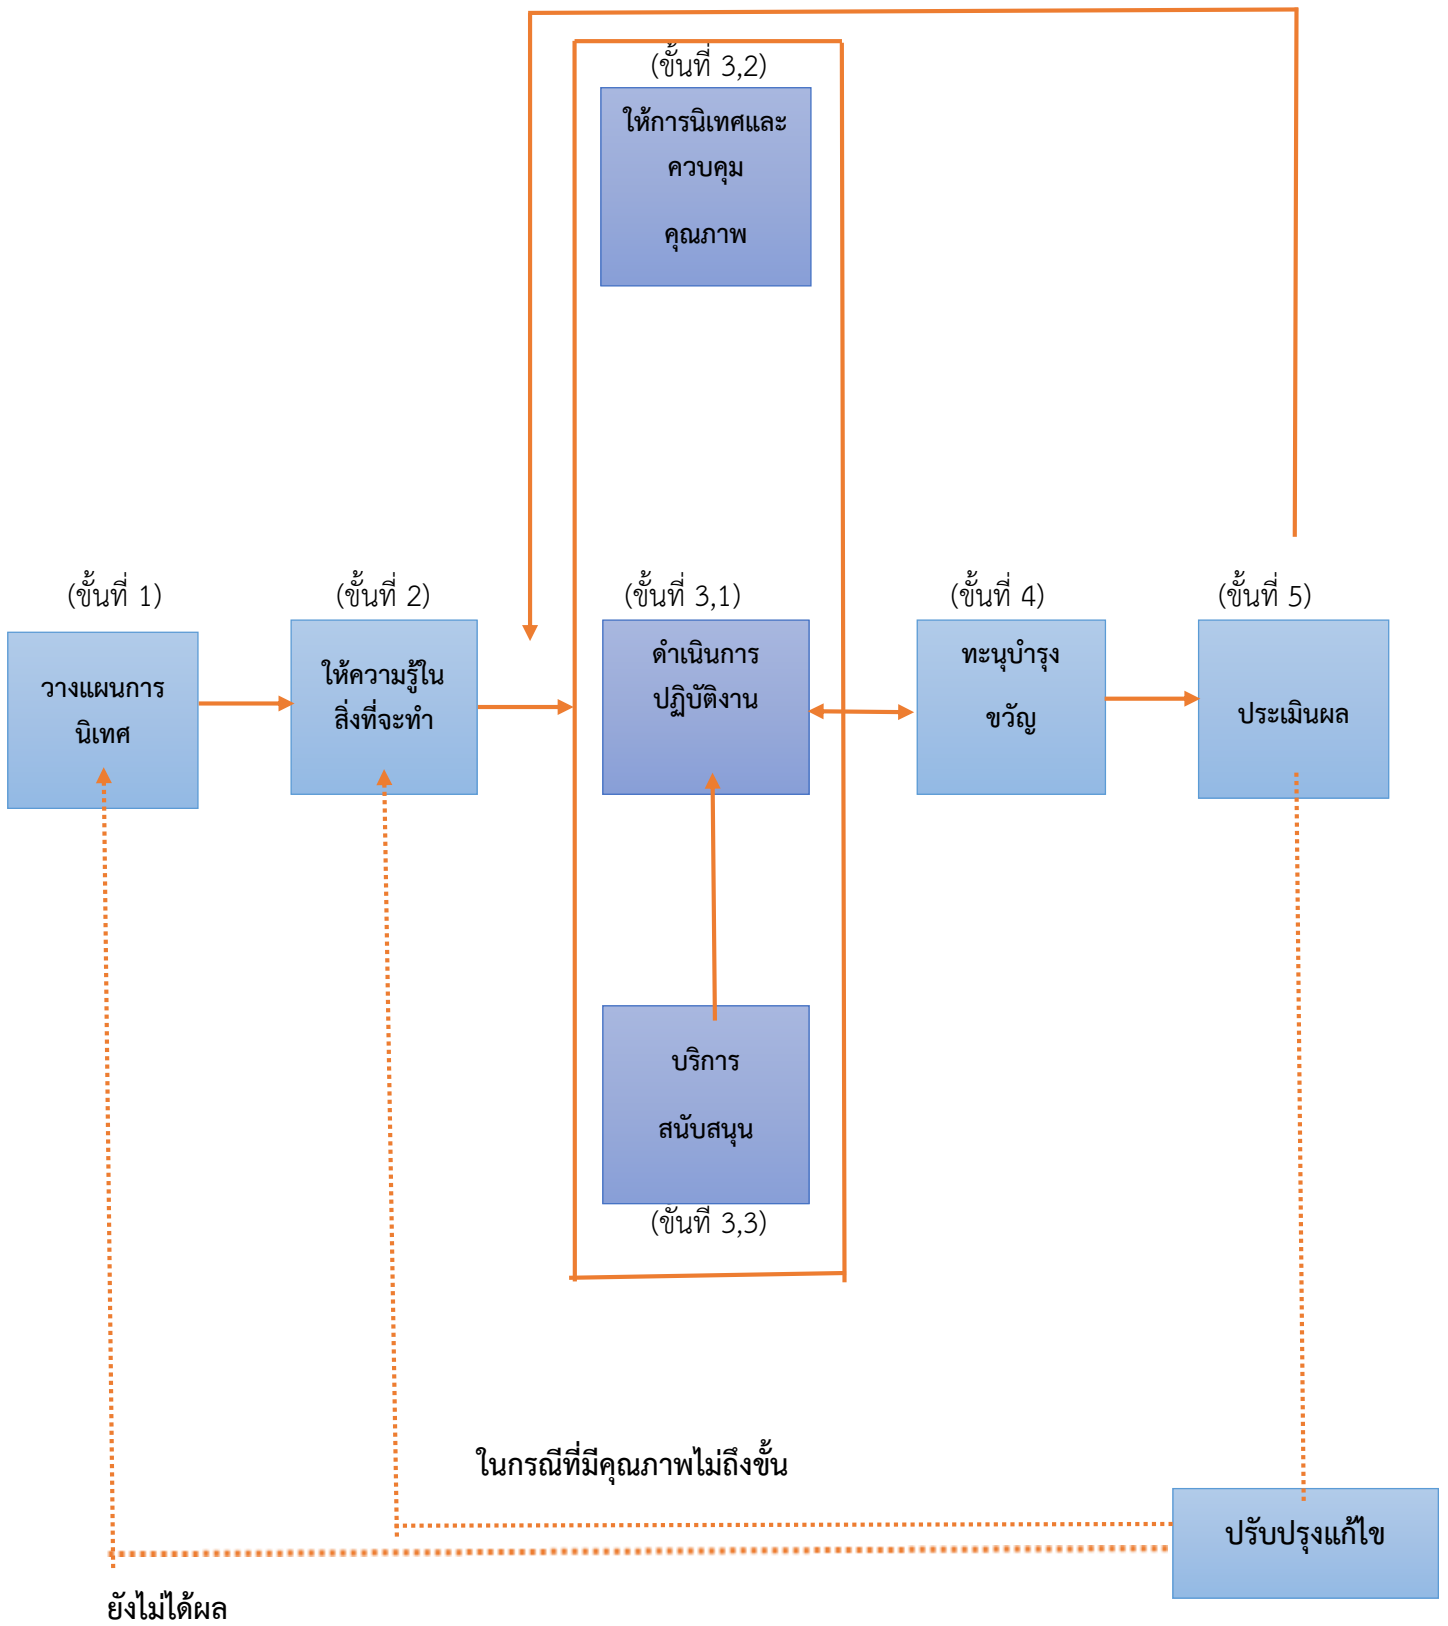 (ขั้นที่ 3,2)
ให้การนิเทศและ
ควบคุม
คุณภาพ
(ขั้นที่ 1)
วางแผนการ
นิเทศ
(ขั้นที่ 2)
ให้ความรู้ใน
สิ่งที่จะทำ
(ขั้นที่ 3,1)
ดำเนินการ
ปฏิบัติงาน
(ขั้นที่ 4)
ทะนุบำรุง
ขวัญ
(ขั้นที่ 5)
ประเมินผล
บริการ
สนับสนุน
(ขั้นที่ 3,3)
ในกรณีที่มีคุณภาพไม่ถึงขั้น
ปรับปรุงแก้ไข
ยังไม่ได้ผล